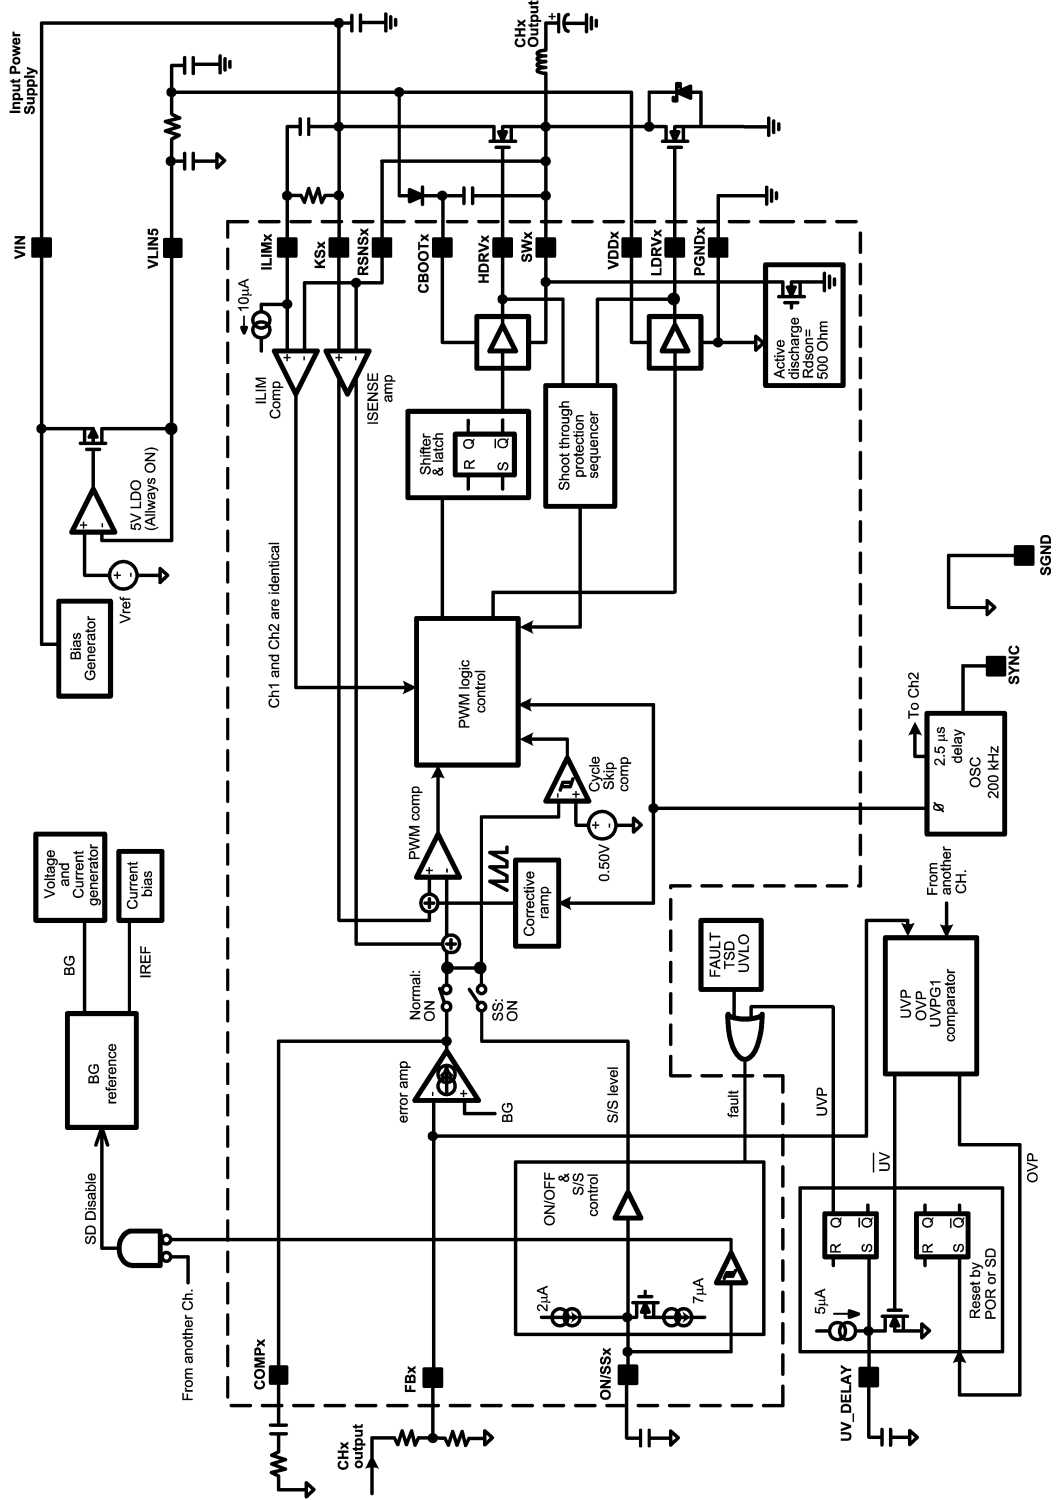 Input Power
Supply
VIN
VLIN5
5V LDO
(Allways ON)
+
-
Vref
+
-
Bias
Generator
Voltage
and
Current
generator
Current
bias
BG
IREF
BG
reference
SD Disable
From another Ch.
CHx
Output
+
ILIMx
KSx
RSNSx
CBOOTx
HDRVx
SWx
VDDx
LDRVx
PGNDx
10µA
+
-
ILIM
Comp
+
-
ISENSE
amp
Shifter
& latch
R
Q
S
Q
Shoot through
protection
sequencer
Active
discharge
Rdson=
500 Ohm
Ch1 and Ch2 are identical
PWM logic
control
PWM comp
+
-
Cycle
Skip
comp
-
+
0.50V
+
-
Corrective
ramp
Normal:
ON
SS:
ON
error amp
-
+
BG
S/S level
ON/OFF
&
S/S
control
2µA
7µA
fault
FAULT
TSD
UVLO
UVP
COMPx
FBx
ON/SSx
CHx
output
SGND
SYNC
To Ch2
2.5 µs
delay
OSC
200 kHz
Ø
From
another
CH.
UVP
OVP
UVPG1
comparator
UV
OVP
R
Q
S
Q
R
Q
S
Q
5µA
Reset by
POR or SD
UV_DELAY